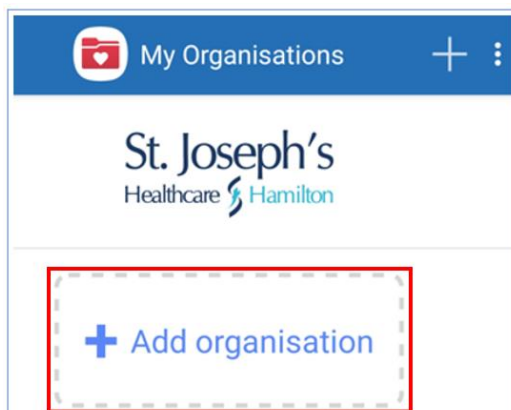 My Organisations
St. Joseph's
Healthcare Hamilton
+ Add organisation